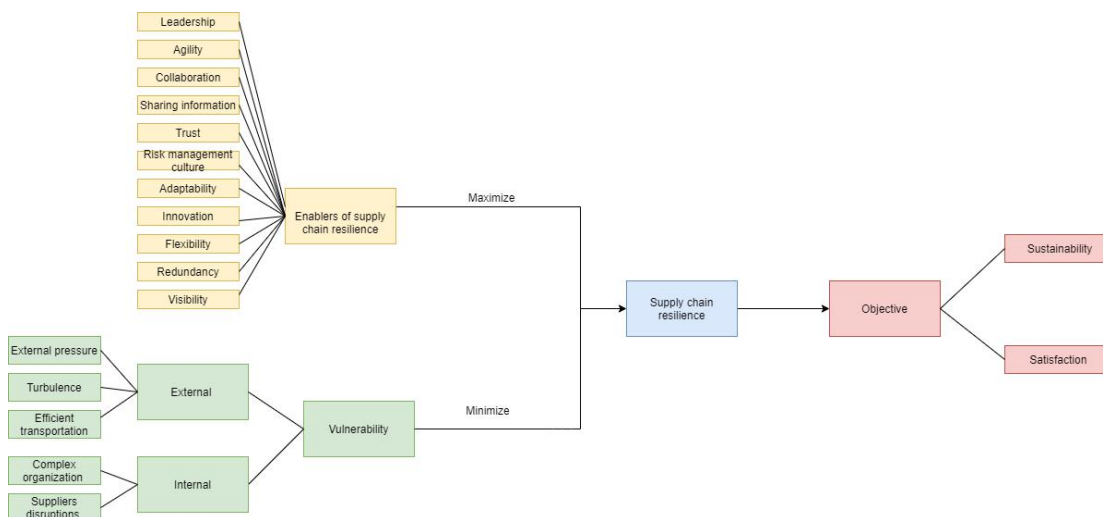 Leadership
Agility
Collaboration
Sharing information
Trust
Risk management
culture
Adaptability
Innovation
Flexibility
Redundancy
Visibility
Enablers of supply
chain resilience
Maximize
External pressure
Turbulence
Efficient
transportation
External
Complex
organization
Suppliers
disruptions
Internal
Vulnerability
Minimize
Supply chain
resilience
Objective
Sustainability
Satisfaction